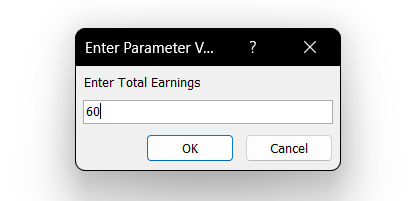 Enter Parameter V... ?
Enter Total Earnings
60
OK Cancel